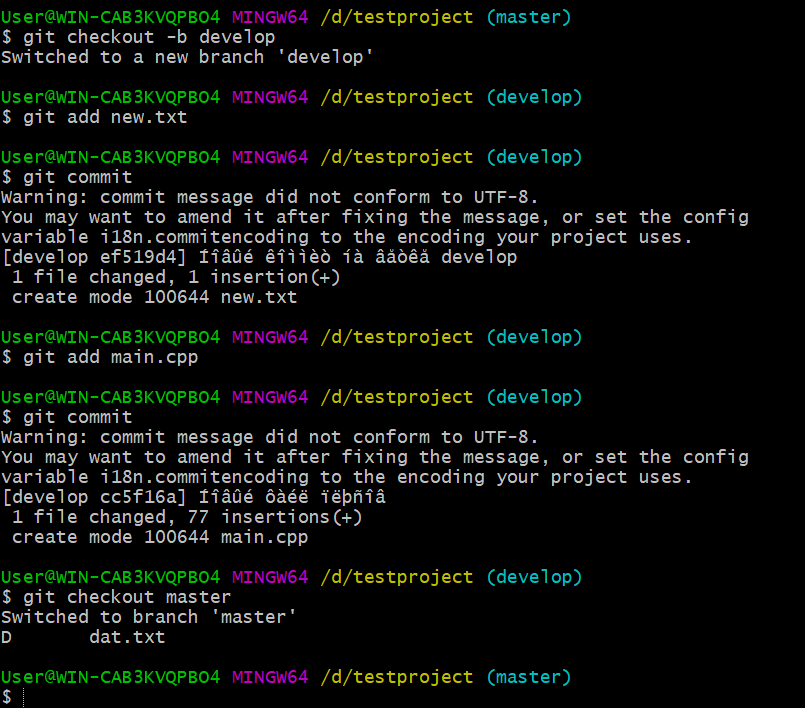 User@WIN-CAB3KVQPBO4 MINGW64 /d/testproject (master)
$ git checkout -b develop
Switched to a new branch 'develop'
User@WIN-CAB3KVQPBO4 MINGW64 /d/testproject (develop)
$ git add new.txt
User@WIN-CAB3KVQPBO4 MINGW64 /d/testproject (develop)
$ git commit
Warning: commit message did not conform to UTF-8.
You may want to amend it after fixing the message, or set the config
variable i18n.commitencoding to the encoding your project uses.
[develop ef519d4] Íîâûé êîììèò íà âåòêå develop
 1 file changed, 1 insertion(+)
 create mode 100644 new.txt
User@WIN-CAB3KVQPBO4 MINGW64 /d/testproject (develop)
$ git add main.cpp
User@WIN-CAB3KVQPBO4 MINGW64 /d/testproject (develop)
$ git commit
Warning: commit message did not conform to UTF-8.
You may want to amend it after fixing the message, or set the config
variable i18n.commitencoding to the encoding your project uses.
[develop cc5f16a] Íîâûé ôàéë ïëþñîâ
 1 file changed, 77 insertions(+)
 create mode 100644 main.cpp
User@WIN-CAB3KVQPBO4 MINGW64 /d/testproject (develop)
$ git checkout master
Switched to branch 'master'
D       dat.txt
User@WIN-CAB3KVQPBO4 MINGW64 /d/testproject (master)
$